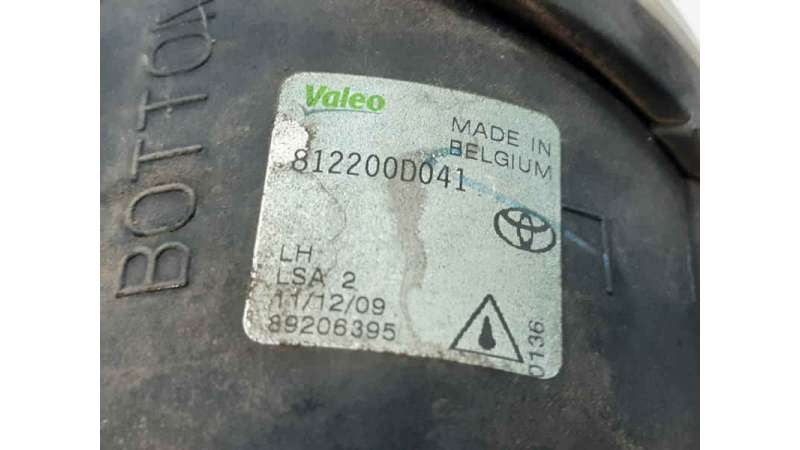 BOTTOM
Valeo
MADE IN
BELGIUM
812200D041
LH
LSA 2
11/12/09
89206395
0136